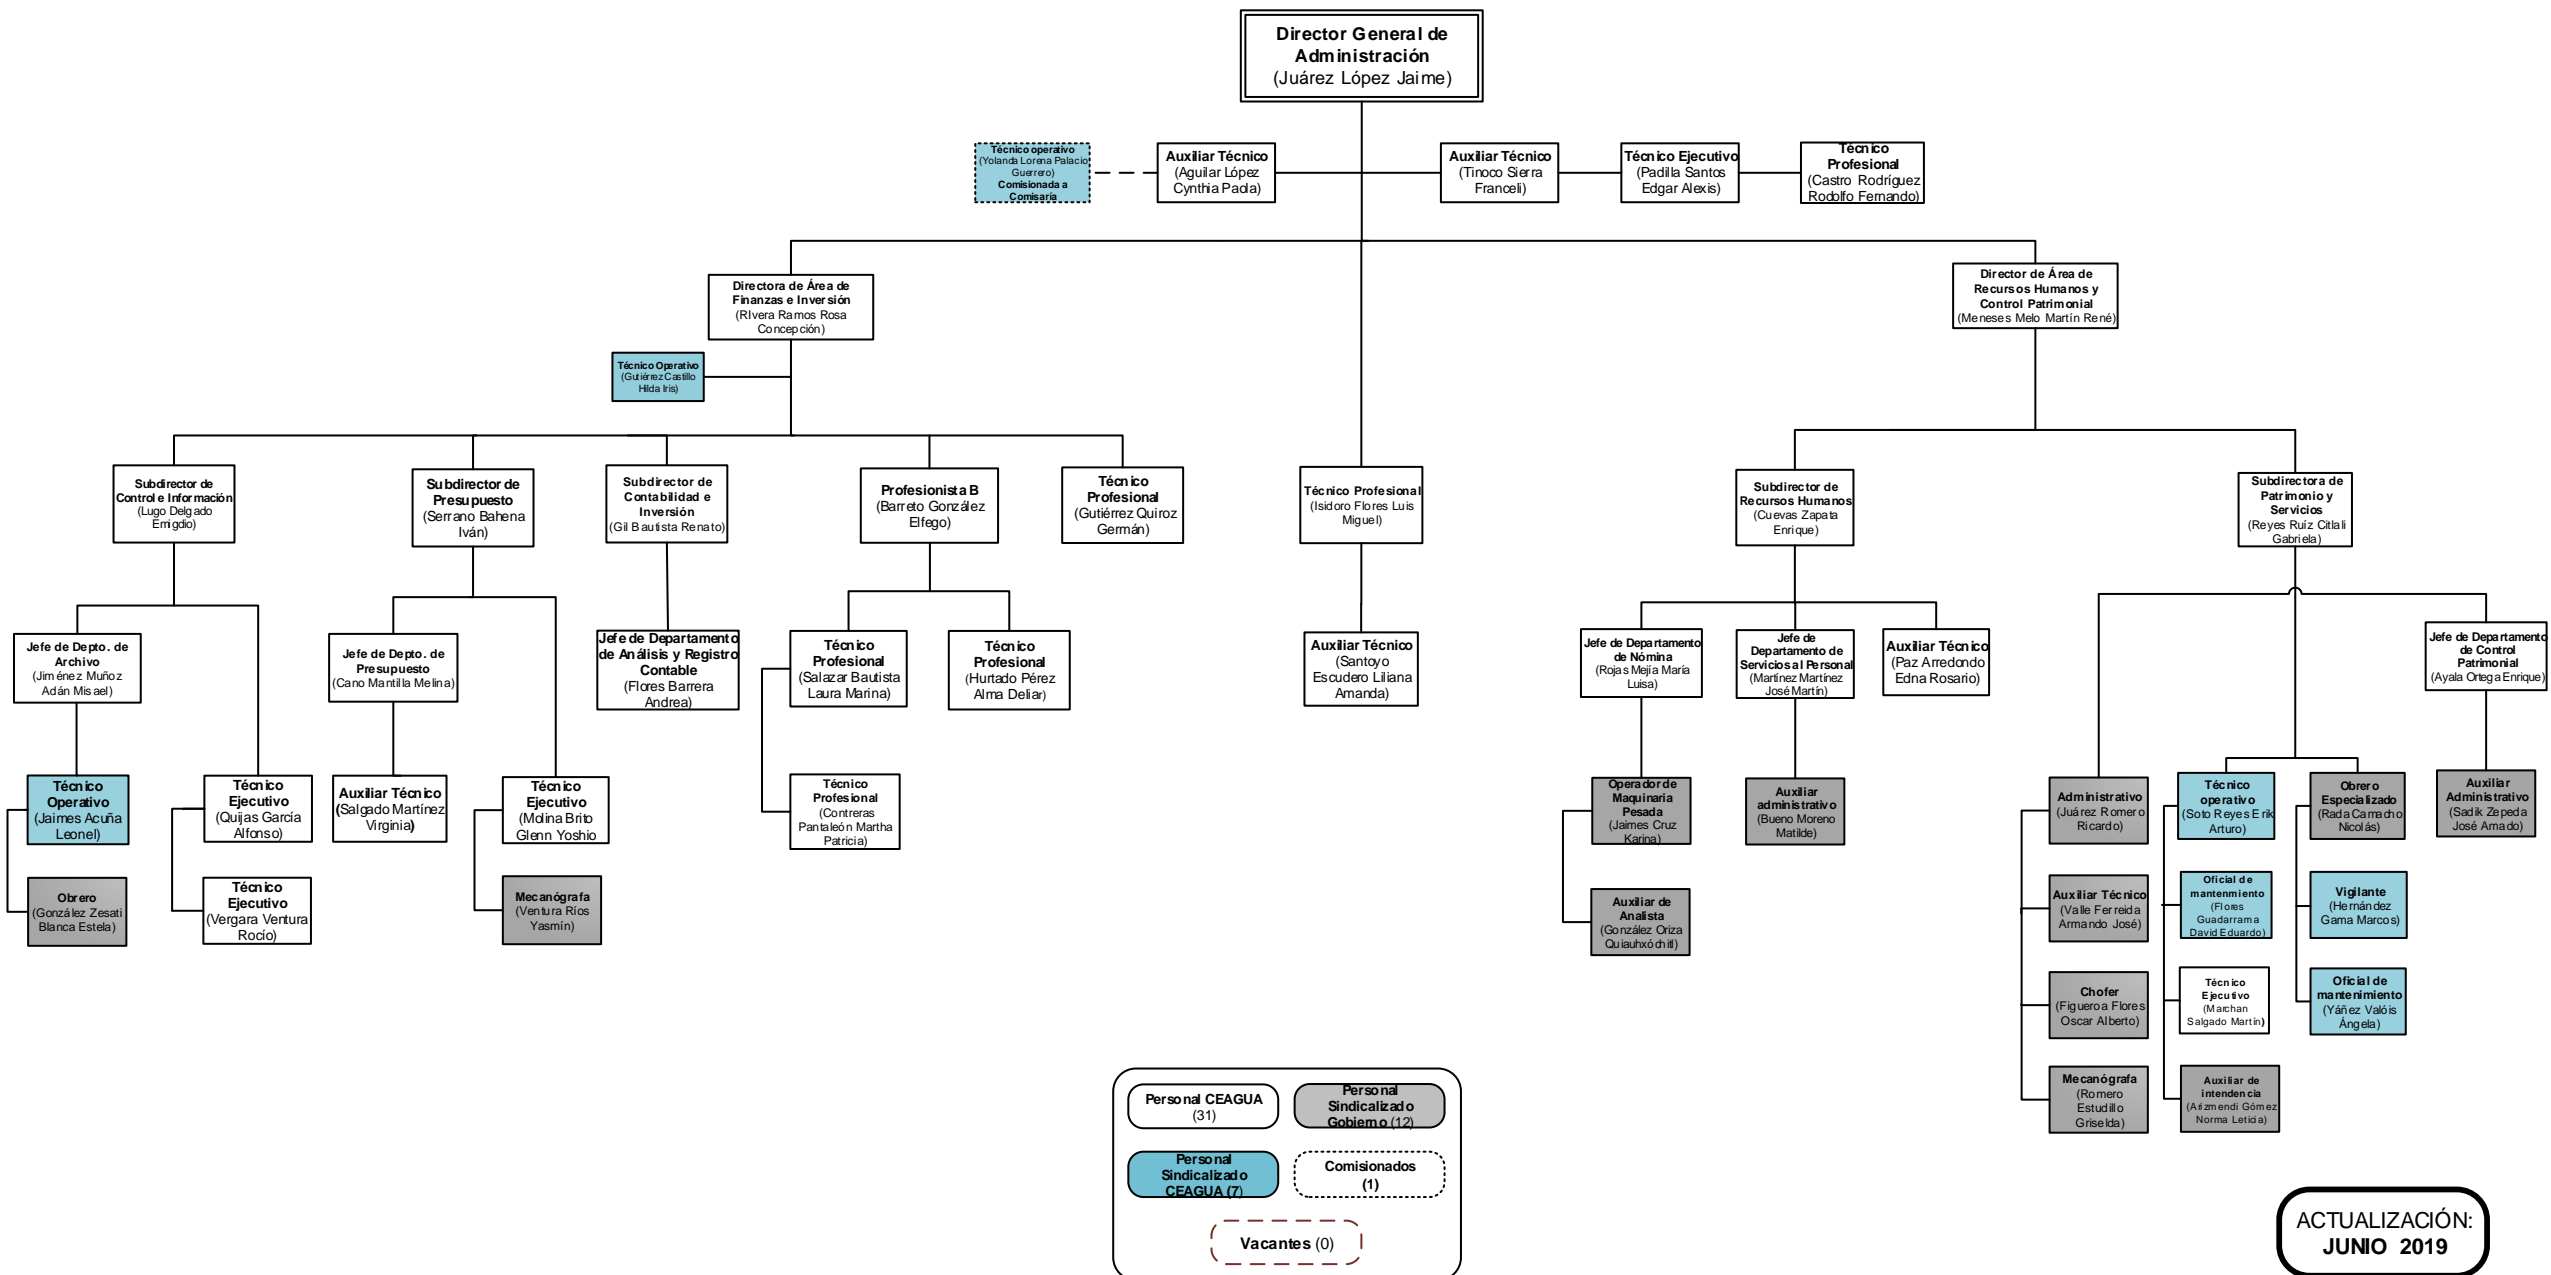 Director General de
Administración
(Juárez López Jaime)
Técnico operativo
(Yolanda Lorena Palacio
Guerrero)
Comisionada a
Comisaría
Auxiliar Técnico
(Aguilar López
Cynthia Paola)
Auxiliar Técnico
(Tinoco Sierra
Franceli)
Técnico Ejecutivo
(Padilla Santos
Edgar Alexis)
Técnico
Profesional
(Castro Rodríguez
Rodolfo Fernando)
Directora de Área de
Finanzas e Inversión
(RIvera Ramos Rosa
Concepción)
Director de Área de
Recursos Humanos y
Control Patrimonial
(Meneses Melo Martín René)
Técnico Operativo
(Gutiérrez Castillo
Hilda Iris)
Subdirector de
Control e Información
(Lugo Delgado
Emigdio)
Subdirector de
Presupuesto
(Serrano Bahena
Iván)
Subdirector de
Contabilidad e
Inversión
(Gil Bautista Renato)
Profesionista B
(Barreto González
Elfego)
Técnico
Profesional
(Gutiérrez Quiroz
Germán)
Técnico Profesional
(Isidoro Flores Luis
Miguel)
Subdirector de
Recursos Humanos
(Cuevas Zapata
Enrique)
Subdirectora de
Patrimonio y
Servicios
(Reyes Ruíz Citlali
Gabriela)
Jefe de Depto. de
Archivo
(Jiménez Muñoz
Adán Misael)
Jefe de Depto. de
Presupuesto
(Cano Mantilla Melina)
Jefe de Departamento
de Análisis y Registro
Contable
(Flores Barrera
Andrea)
Técnico
Profesional
(Salazar Bautista
Laura Marina)
Técnico
Profesional
(Hurtado Pérez
Alma Deliar)
Auxiliar Técnico
(Santoyo
Escudero Liliana
Amanda)
Jefe de Departamento
de Nómina
(Rojas Mejía María
Luisa)
Jefe de
Departamento de
Servicios al Personal
(Martínez Martínez
José Martín)
Auxiliar Técnico
(Paz Arredondo
Edna Rosario)
Jefe de Departamento
de Control
Patrimonial
(Ayala Ortega Enrique)
Técnico
Operativo
(Jaimes Acuña
Leonel)
Técnico
Ejecutivo
(Quijas García
Alfonso)
Auxiliar Técnico
(Salgado Martínez
Virginia)
Técnico
Ejecutivo
(Molina Brito
Glenn Yoshio
Técnico
Profesional
(Contreras
Pantaleón Martha
Patricia)
Operador de
Maquinaria
Pesada
(Jaimes Cruz
Karina)
Auxiliar
administrativo
(Bueno Moreno
Matilde)
Administrativo
(Juárez Romero
Ricardo)
Técnico
operativo
(Soto Reyes Erik
Arturo)
Obrero
Especializado
(Rada Camacho
Nicolás)
Auxiliar
Administrativo
(Sadik Zepeda
José Amado)
Obrero
(González Zesati
Blanca Estela)
Técnico
Ejecutivo
(Vergara Ventura
Rocío)
Mecanógrafa
(Ventura Ríos
Yasmín)
Auxiliar de
Analista
(González Oriza
Quiauhxóchitl)
Auxiliar Técnico
(Valle Ferreida
Armando José)
Oficial de
mantenmiento
(Flores
Guadarrama
David Eduardo)
Vigilante
(Hernández
Gama Marcos)
Chofer
(Figueroa Flores
Oscar Alberto)
Técnico
Ejecutivo
(Marchan
Salgado Martín)
Oficial de
mantenimiento
(Yáñez Valóis
Ángela)
Mecanógrafa
(Romero
Estudillo
Griselda)
Auxiliar de
intendencia
(Arizmendi Gómez
Norma Leticia)
Personal CEAGUA
(31)
Personal
Sindicalizado
Gobierno (12)
Personal
Sindicalizado
CEAGUA (7)
Comisionados
(1)
Vacantes (0)
ACTUALIZACIÓN:
JUNIO 2019